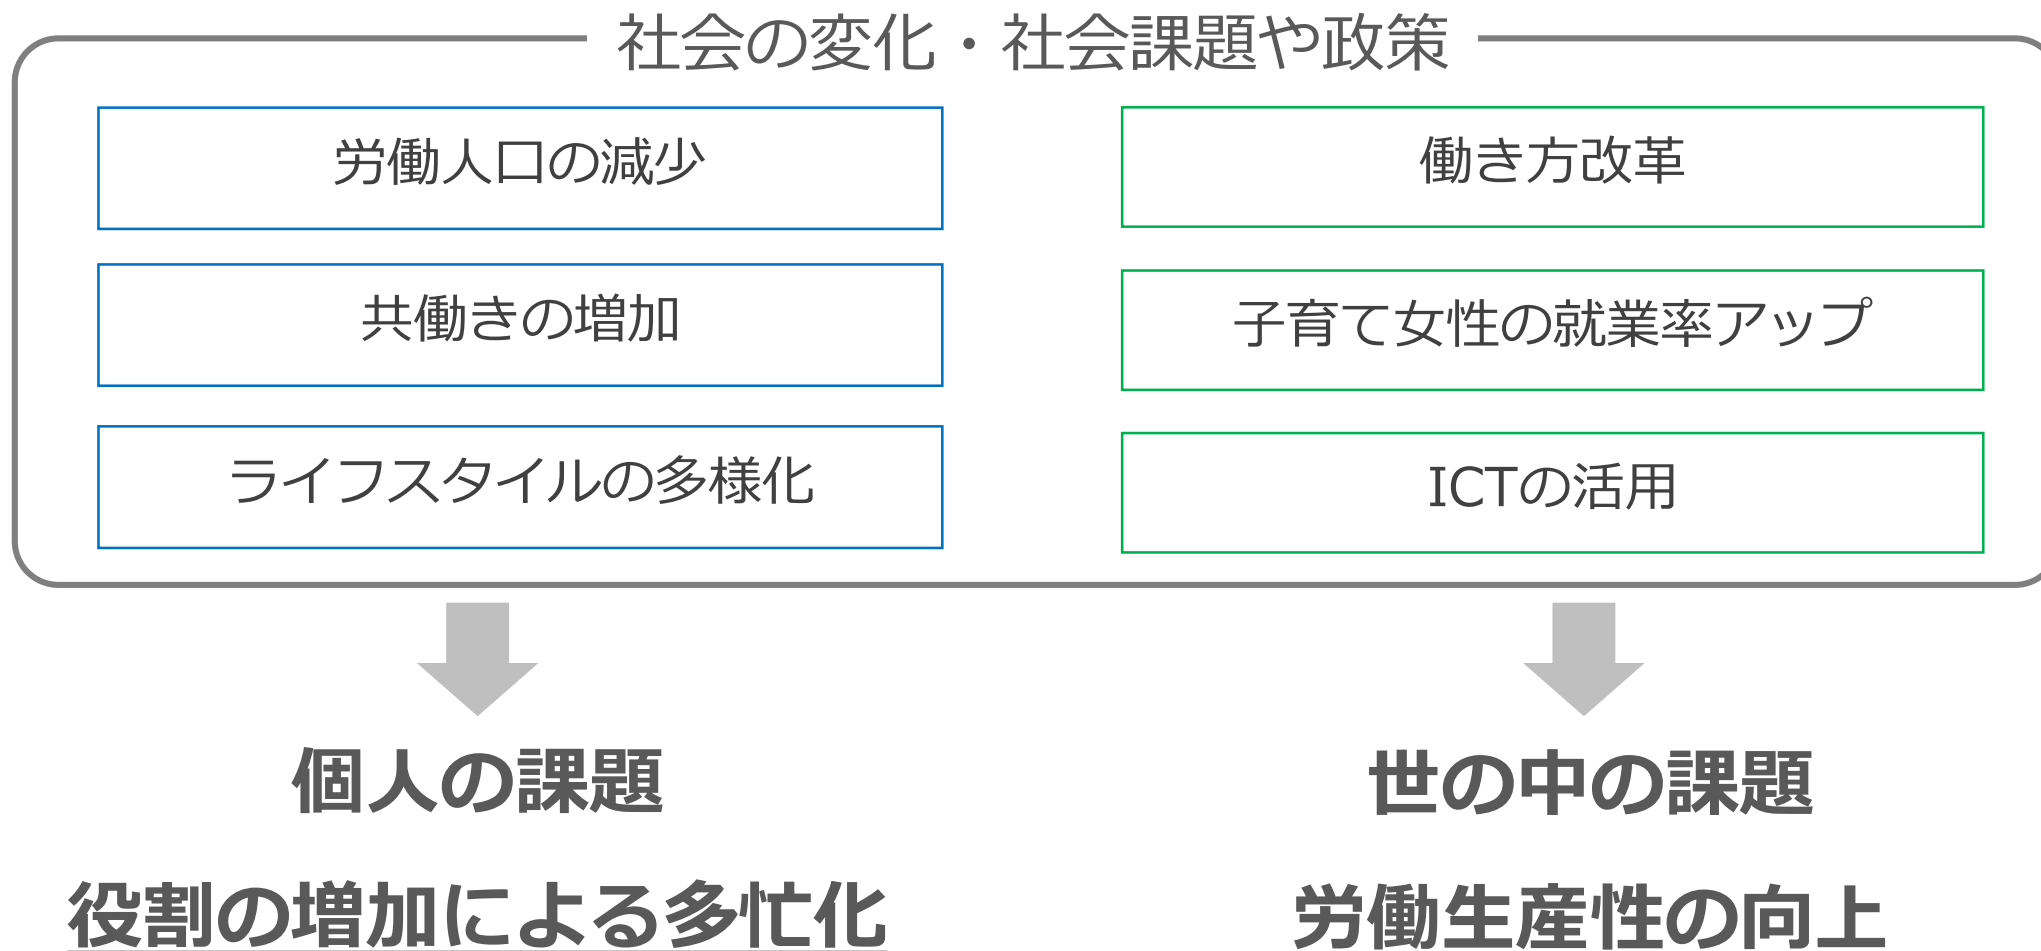 社会の変化・社会課題や政策
労働人口の減少
働き方改革
共働きの増加
子育て女性の就業率アップ
ライフスタイルの多様化
ICTの活用
個人の課題
世の中の課題
役割の増加による多忙化
労働生産性の向上